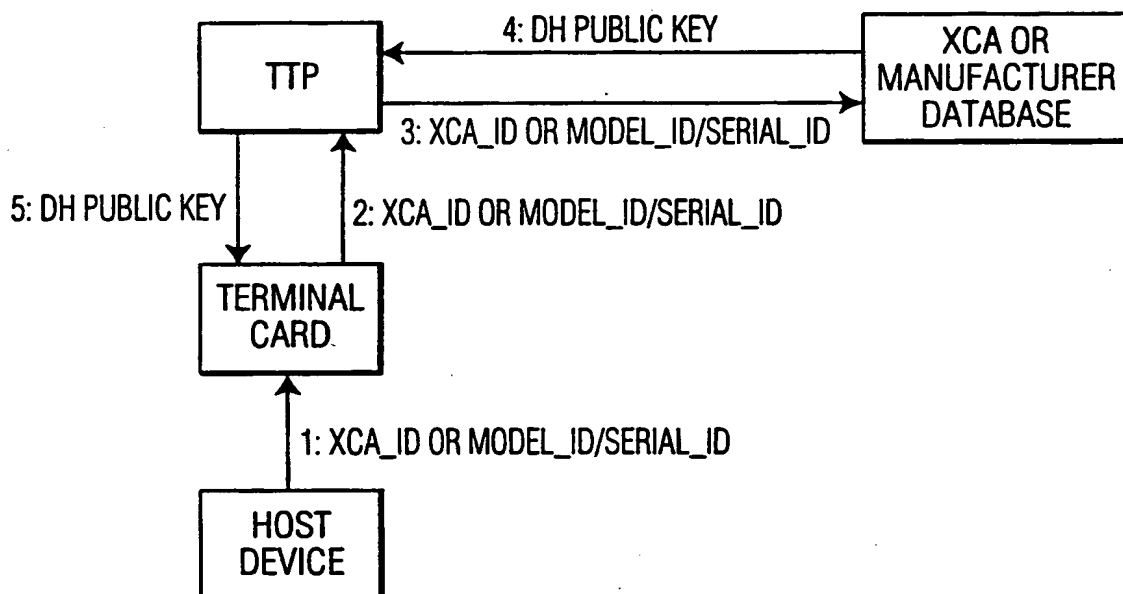 4: DH PUBLIC KEY
TTP
XCA OR
MANUFACTURER
DATABASE
3: XCA_ID OR MODEL_ID/SERIAL_ID
5: DH PUBLIC KEY
2: XCA_ID OR MODEL_ID/SERIAL_ID
TERMINAL
CARD
1: XCA_ID OR MODEL_ID/SERIAL_ID
HOST
DEVICE